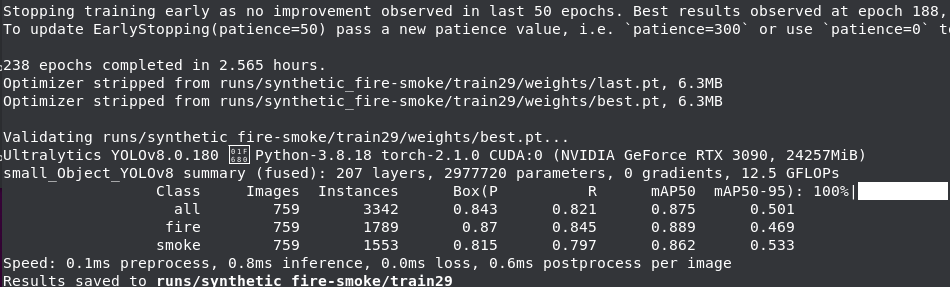 Stopping training early as no improvement observed in last 50 epochs. Best results observed at epoch 188,
To update EarlyStopping(patience=50) pass a new patience value, i.e. `patience=300` or use `patience=0` to
238 epochs completed in 2.565 hours.
Optimizer stripped from runs/synthetic_fire-smoke/train29/weights/last.pt, 6.3MB
Optimizer stripped from runs/synthetic_fire-smoke/train29/weights/best.pt, 6.3MB
Validating runs/synthetic_fire-smoke/train29/weights/best.pt...
Ultralytics YOLOv8.0.180 🚀 Python-3.8.18 torch-2.1.0 CUDA:0 (NVIDIA GeForce RTX 3090, 24257MiB)
small_Object_YOLOv8 summary (fused): 207 layers, 2977720 parameters, 0 gradients, 12.5 GFLOPs
Class Images Instances Box(P R mAP50 mAP50-95): 100%|
all 759 3342 0.843 0.821 0.875 0.501
fire 759 1789 0.87 0.845 0.889 0.469
smoke 759 1553 0.815 0.797 0.862 0.533
Speed: 0.1ms preprocess, 0.8ms inference, 0.0ms loss, 0.6ms postprocess per image
Results saved to runs/synthetic_fire-smoke/train29